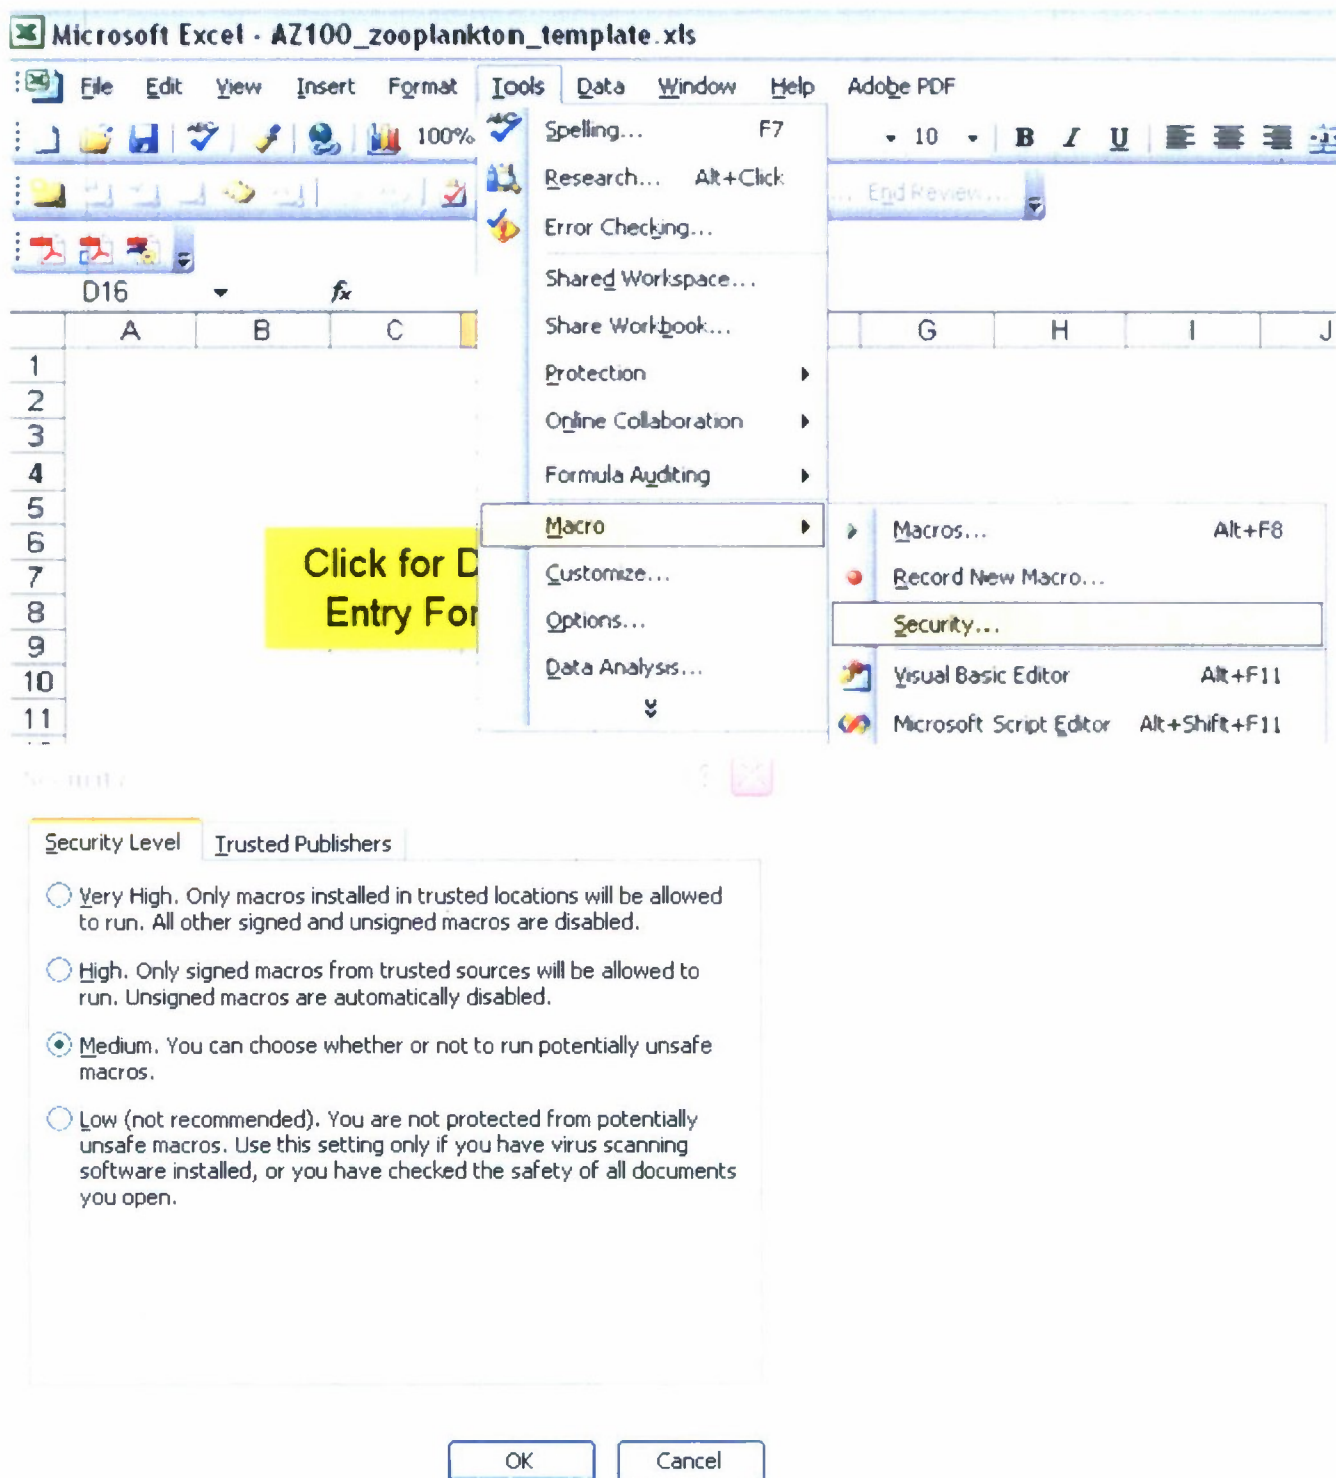 Microsoft Excel - AZ100_zooplankton_template.xls
File Edit View Insert Format Tools Data Window Help Adobe PDF
100% Spelling... F7 10 B I U
Research... Alt+Click End Review...
Error Checking...
D16 fx
Shared Workspace...
Share Workbook...
A B C G H I J
1
Protection
2
Online Collaboration
3
Formula Auditing
4
5
Macro Macros... Alt+F8
6
Click for D
Customize... Record New Macro...
7
Entry For
Options... Security...
8
9
Data Analysis... Visual Basic Editor Alt+F11
10
11
Microsoft Script Editor Alt+Shift+F11
Security
Security Level Trusted Publishers
Very High. Only macros installed in trusted locations will be allowed
to run. All other signed and unsigned macros are disabled.
High. Only signed macros from trusted sources will be allowed to
run. Unsigned macros are automatically disabled.
Medium. You can choose whether or not to run potentially unsafe
macros.
Low (not recommended). You are not protected from potentially
unsafe macros. Use this setting only if you have virus scanning
software installed, or you have checked the safety of all documents
you open.
OK Cancel